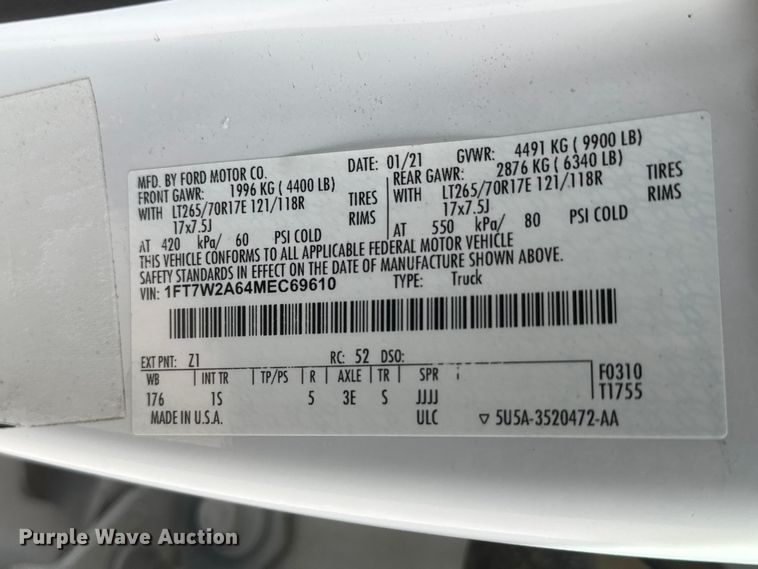 MFD. BY FORD MOTOR CO. DATE: 01/21 GVWR: 4491 KG ( 9900 LB)
FRONT GAWR: 1996 KG ( 4400 LB) REAR GAWR: 2876 KG ( 6340 LB)
WITH LT265/70R17E 121/118R TIRES WITH LT265/70R17E 121/118R TIRES
17x7.5J RIMS 17x7.5J RIMS
AT 420 kPa/ 60 PSI COLD AT 550 kPa/ 80 PSI COLD
THIS VEHICLE CONFORMS TO ALL APPLICABLE FEDERAL MOTOR VEHICLE
SAFETY STANDARDS IN EFFECT ON THE DATE OF MANUFACTURE SHOWN ABOVE.
VIN: 1FT7W2A64MEC69610 TYPE: Truck
EXT PNT: Z1 RC: 52 DSO:
WB INT TR TP/PS R AXLE TR SPR F0310
176 1S 5 3E S JJJJ T1755
MADE IN U.S.A. ULC 5U5A-3520472-AA
Purple Wave Auction